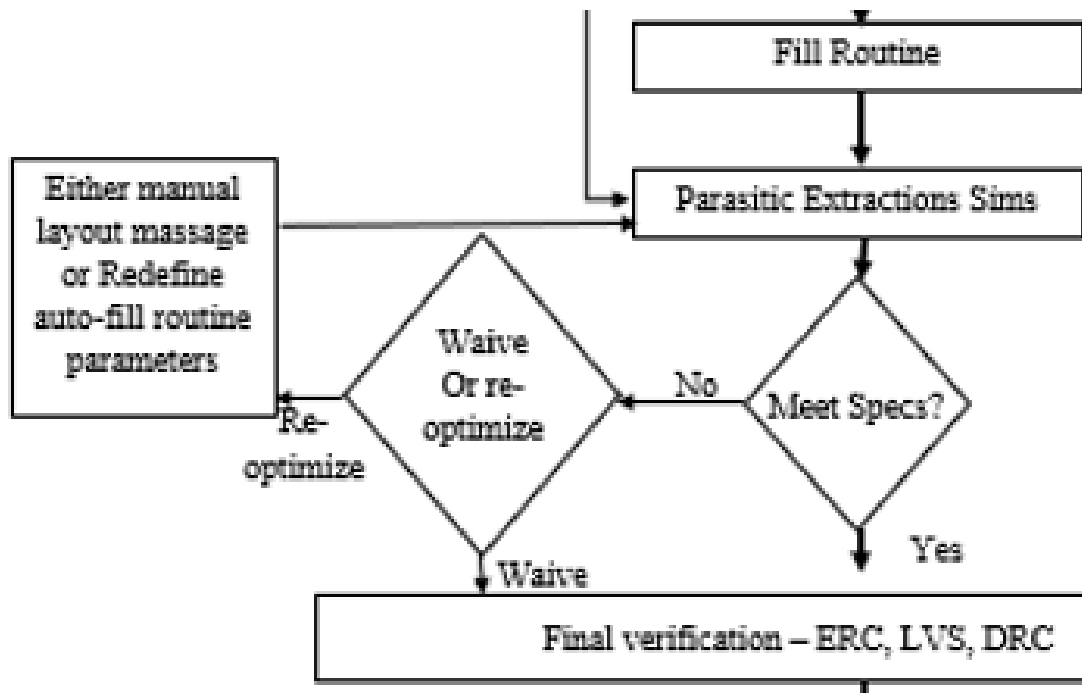 Fill Routine
Parasitic Extractions Sims
Either manual
layout massage
or Redefine
auto-fill routine
parameters
Waive
Or re-
optimize
No
Meet Specs?
Re-
optimize
Yes
Waive
Final verification – ERC, LVS, DRC